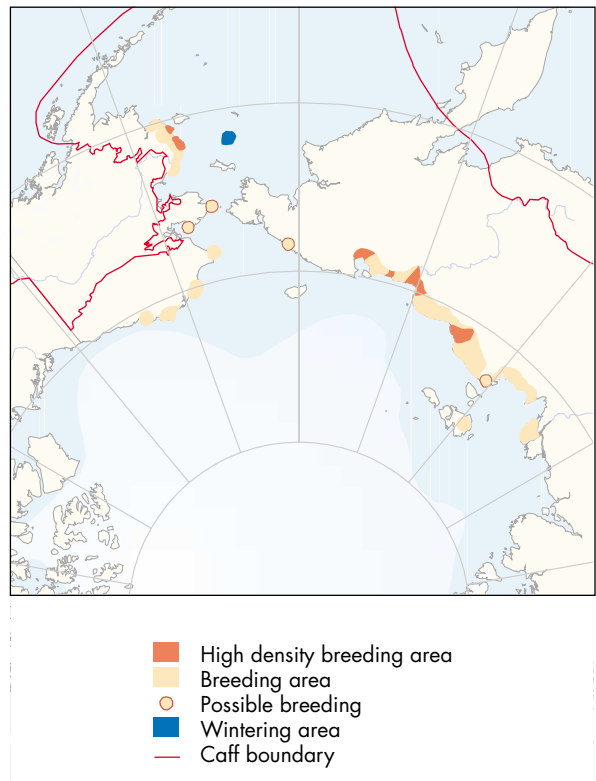 High density breeding area
Breeding area
Possible breeding
Wintering area
Caff boundary